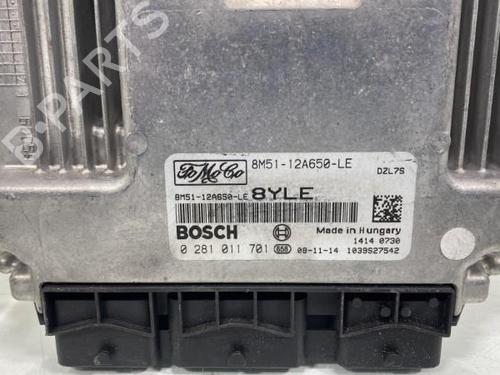 B-PARTS
FoMoCo 8M51-12A650-LE DZL7S
8M51-12A650-LE 8YLE
BOSCH Made in Hungary
1414 0730
0 281 011 701 658 08-11-14 1039S27542